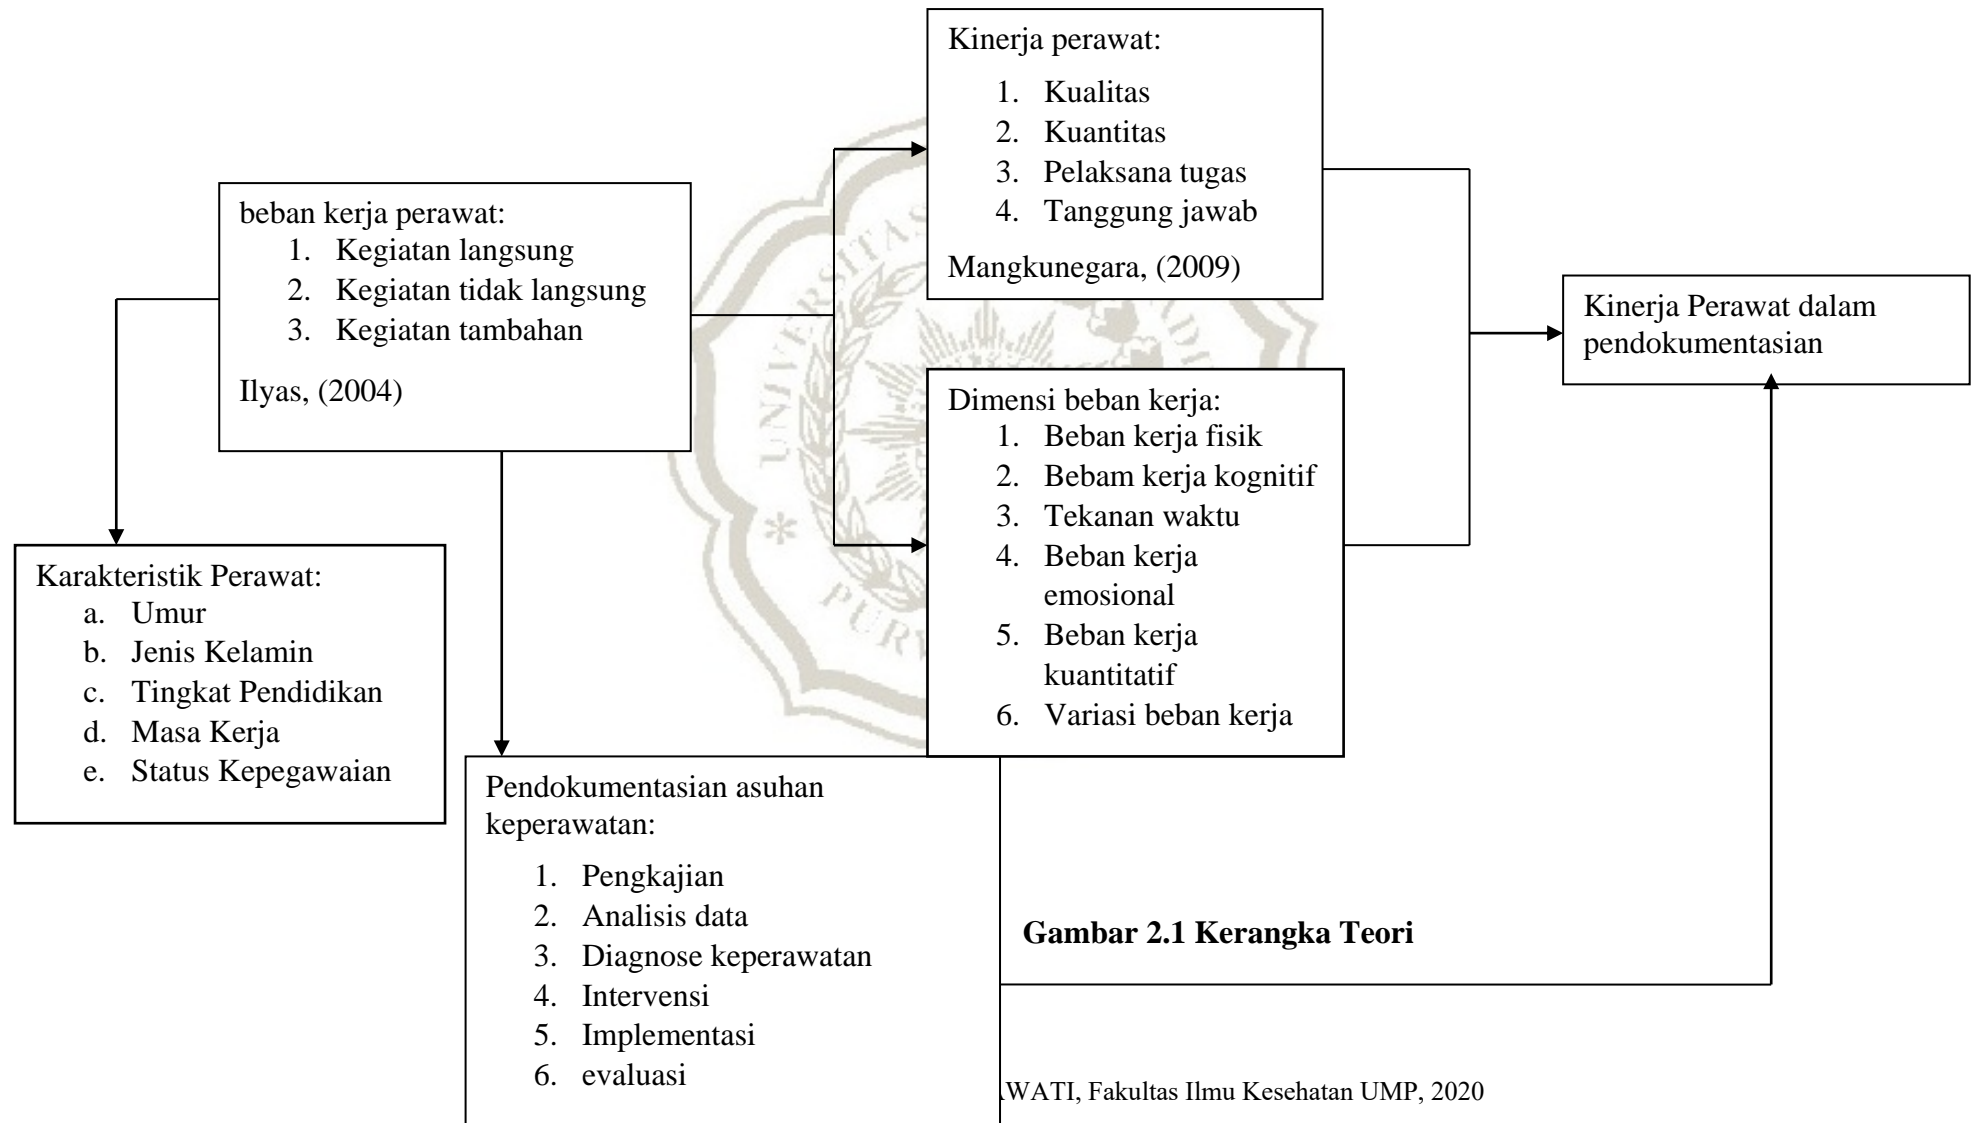 Kinerja perawat:
1. Kualitas
2. Kuantitas
3. Pelaksana tugas
4. Tanggung jawab
Mangkunegara, (2009)
beban kerja perawat:
1. Kegiatan langsung
2. Kegiatan tidak langsung
3. Kegiatan tambahan
Ilyas, (2004)
Kinerja Perawat dalam
pendokumentasian
Dimensi beban kerja:
1. Beban kerja fisik
2. Bebam kerja kognitif
3. Tekanan waktu
4. Beban kerja
emosional
5. Beban kerja
kuantitatif
6. Variasi beban kerja
Karakteristik Perawat:
a. Umur
b. Jenis Kelamin
c. Tingkat Pendidikan
d. Masa Kerja
e. Status Kepegawaian
Pendokumentasian asuhan
keperawatan:
1. Pengkajian
2. Analisis data
3. Diagnose keperawatan
4. Intervensi
5. Implementasi
6. evaluasi
Gambar 2.1 Kerangka Teori
WATI, Fakultas Ilmu Kesehatan UMP, 2020